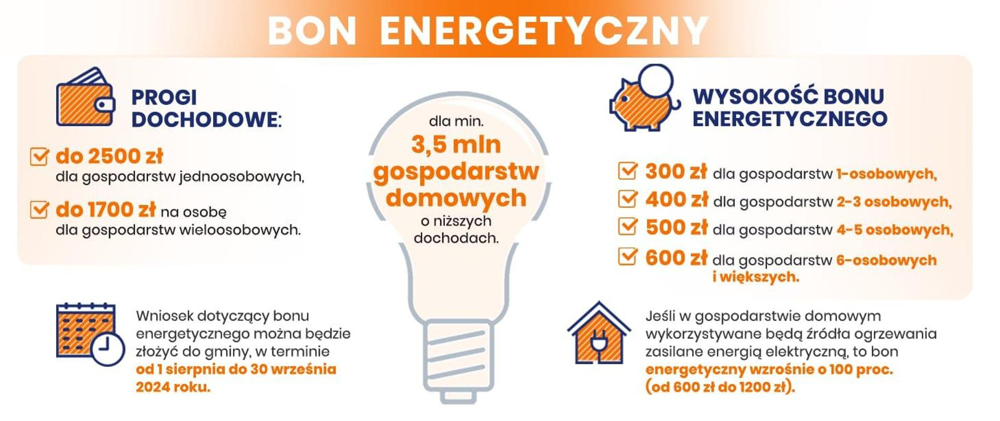 BON ENERGETYCZNY
PROGI
DOCHODOWE:
do 2500 zł
dla gospodarstw jednoosobowych,
do 1700 zł na osobę
dla gospodarstw wieloosobowych.
dla min.
3,5 mln
gospodarstw
domowych
o niższych
dochodach.
WYSOKOŚĆ BONU
ENERGETYCZNEGO
300 zł dla gospodarstw 1-osobowych,
400 zł dla gospodarstw 2-3 osobowych,
500 zł dla gospodarstw 4-5 osobowych,
600 zł dla gospodarstw 6-osobowych
i większych.
Wniosek dotyczący bonu
energetycznego można będzie
złożyć do gminy, w terminie
od 1 sierpnia do 30 września
2024 roku.
Jeśli w gospodarstwie domowym
wykorzystywane będą źródła ogrzewania
zasilane energią elektryczną, to bon
energetyczny wzrośnie o 100 proc.
(od 600 zł do 1200 zł).